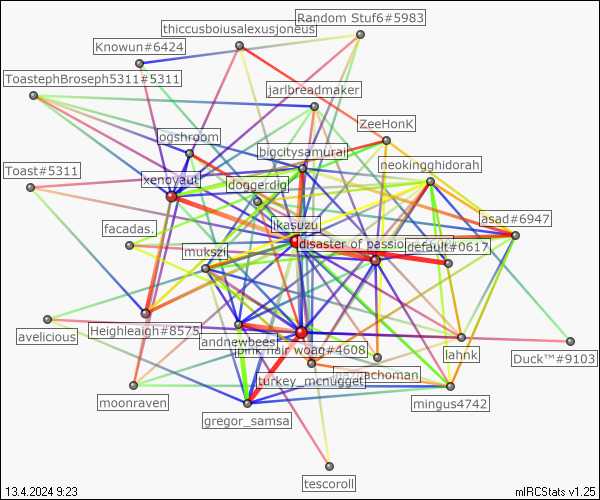 Random Stuf6#5983
thiccusboiusalexusjoneus
Knowun#6424
ToastephBroseph5311#5311
jarlbreadmaker
ZeeHonK
ogshroom
bigcitysamurai
neokingghidorah
Toast#5311
xenoyaut
doggerdig
facadas.
ikasuzu
asad#6947
disaster of passion
default#0617
mukszi
avelicious
Heighleaigh#8575
andnewbees
pink hair woag#4608
lahnk
Duck™#9103
turkey_mcnugget
moonraven
mingus4742
gregor_samsa
tescoroll
13.4.2024 9:23
mIRCStats v1.25